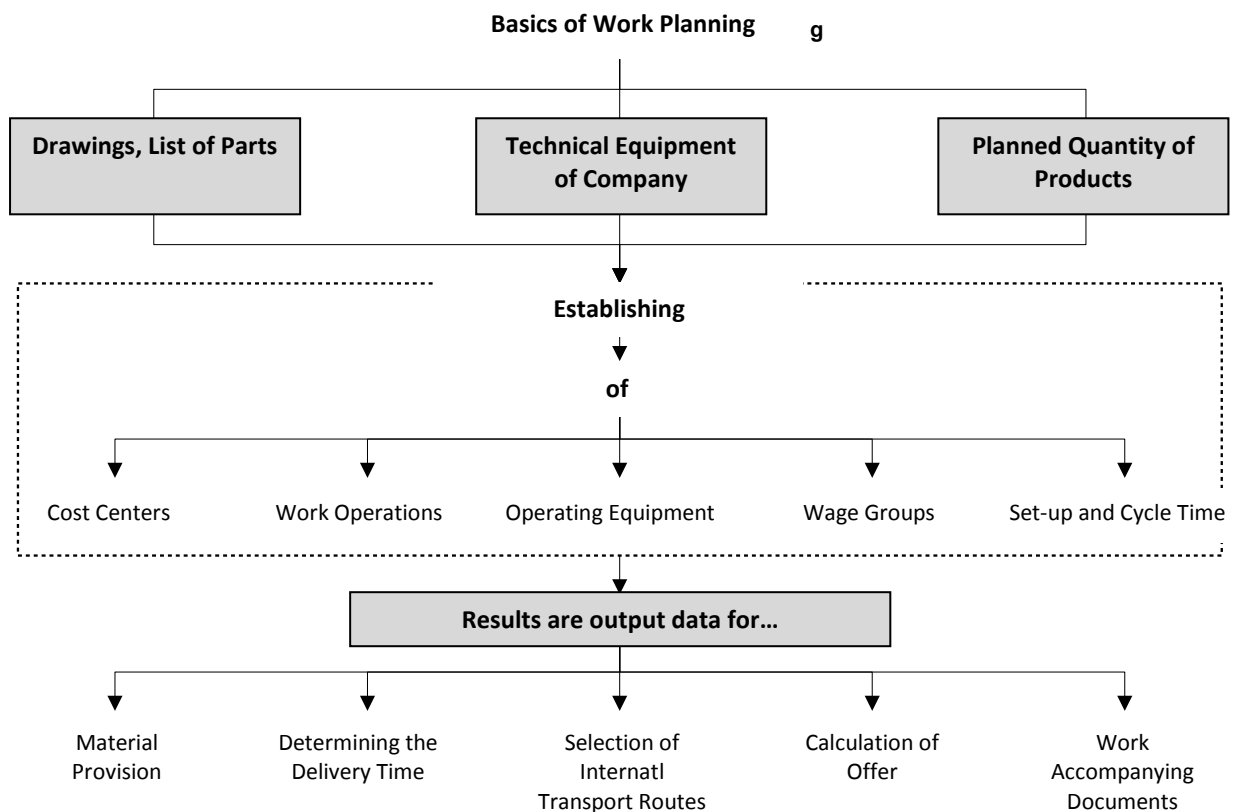 Basics of Work Planning g
Drawings, List of Parts
Technical Equipment
of Company
Planned Quantity of
Products
Establishing
of
Cost Centers
Work Operations
Operating Equipment
Wage Groups
Set-up and Cycle Time
Results are output data for…
Material
Provision
Determining the
Delivery Time
Selection of
Internatl
Transport Routes
Calculation of
Offer
Work
Accompanying
Documents